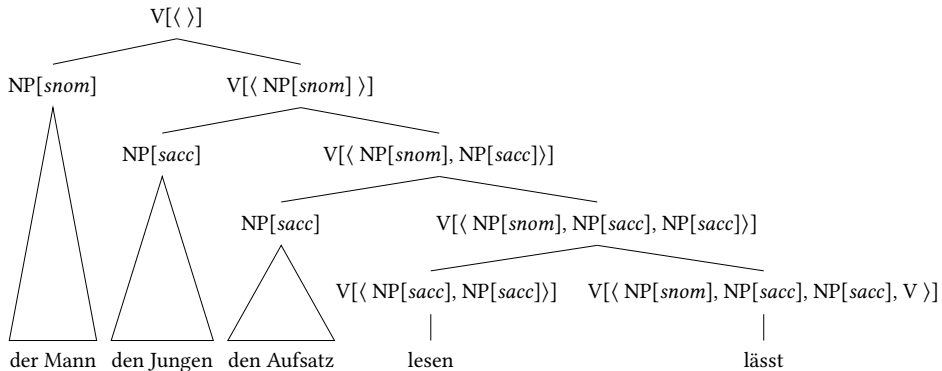 V[⟨ ⟩]
NP[snom] V[⟨ NP[snom] ⟩]
NP[sacc] V[⟨ NP[snom], NP[sacc]⟩]
NP[sacc] V[⟨ NP[snom], NP[sacc], NP[sacc]⟩]
V[⟨ NP[sacc], NP[sacc]⟩] V[⟨ NP[snom], NP[sacc], NP[sacc], V ⟩]
der Mann den Jungen den Aufsatz lesen lässt